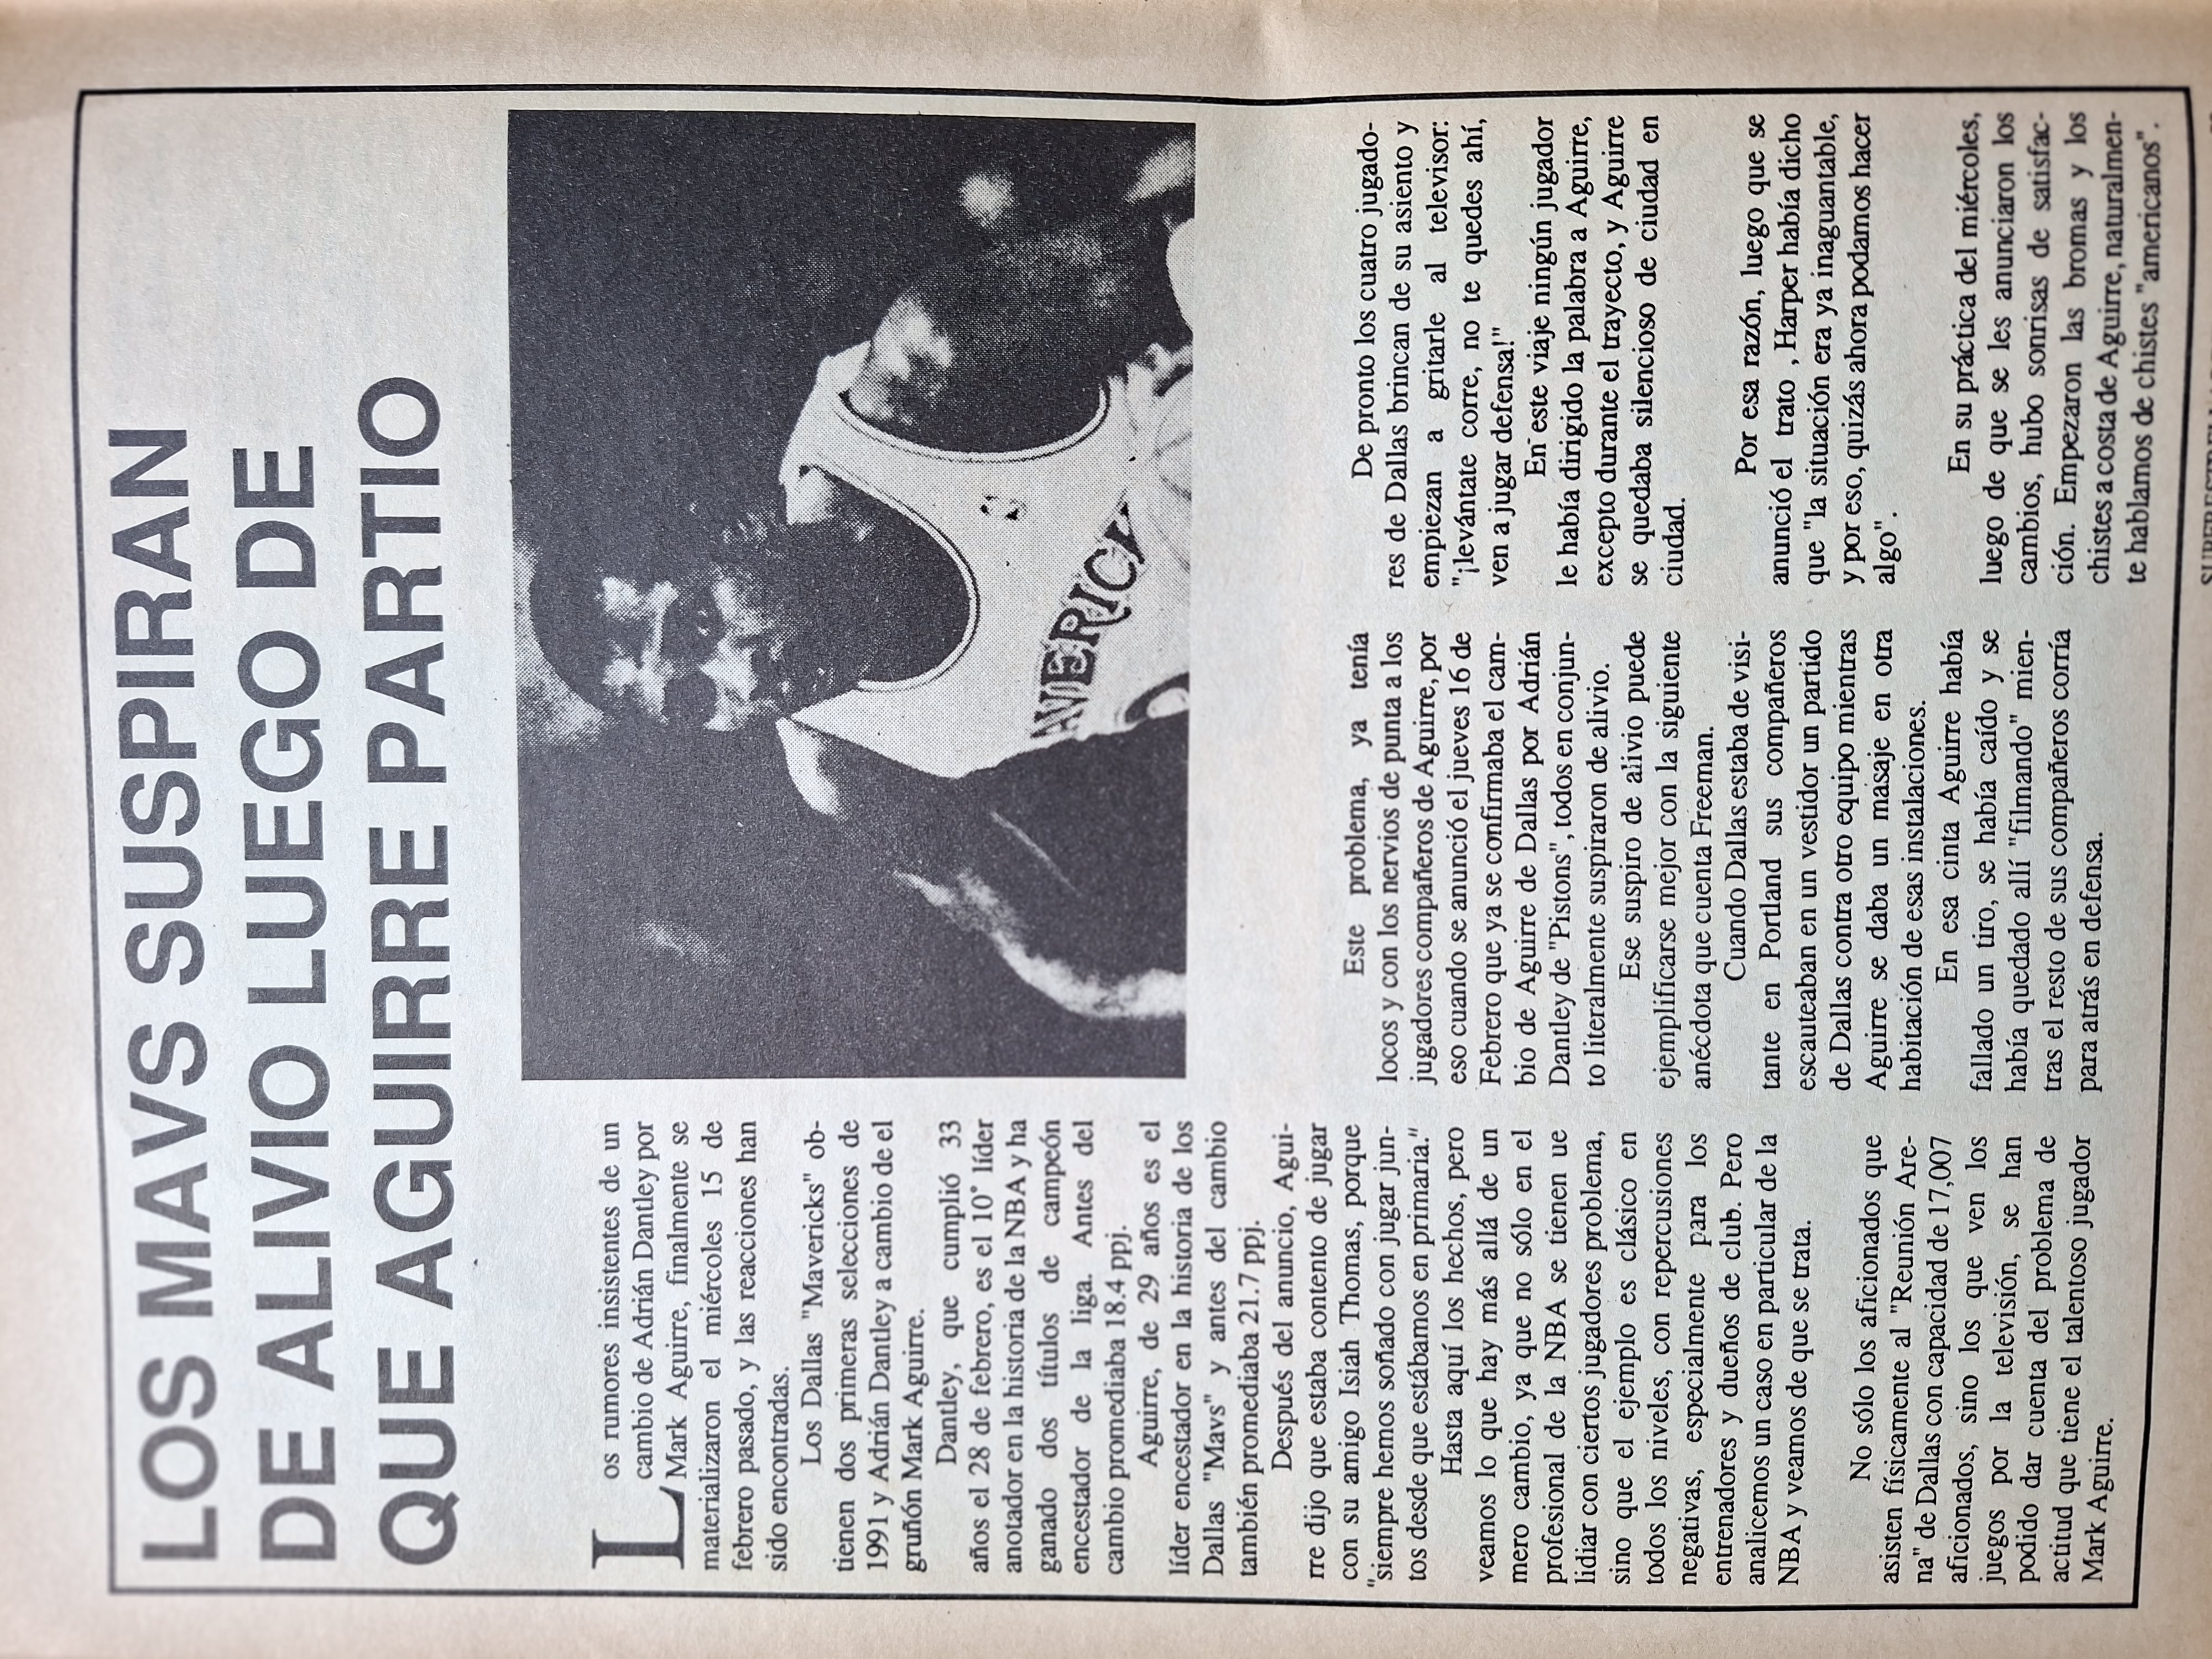 LOS MAVS SUSPIRAN
DE ALIVIO LUEGO DE
QUE AGUIRRE PARTIO
Los rumores insistentes de un
cambio de Adrián Dantley por
Mark Aguirre, finalmente se
materializaron el miércoles 15 de
febrero pasado, y las reacciones han
sido encontradas.
Los Dallas "Mavericks" ob-
tienen dos primeras selecciones de
1991 y Adrián Dantley a cambio de el
gruñón Mark Aguirre.
Dantley, que cumplió 33
años el 28 de febrero, es el 10° líder
anotador en la historia de la NBA y ha
ganado dos títulos de campeón
encestador de la liga. Antes del
cambio promediaba 18.4 ppj.
Aguirre, de 29 años es el
líder encestador en la historia de los
Dallas "Mavs" y antes del cambio
también promediaba 21.7 ppj.
Después del anuncio, Agui-
rre dijo que estaba contento de jugar
con su amigo Isiah Thomas, porque
"siempre hemos soñado con jugar jun-
tos desde que estábamos en primaria."
Hasta aquí los hechos, pero
veamos lo que hay más allá de un
mero cambio, ya que no sólo en el
profesional de la NBA se tienen ue
lidiar con ciertos jugadores problema,
sino que el ejemplo es clásico en
todos los niveles, con repercusiones
negativas, especialmente para los
entrenadores y dueños de club. Pero
analicemos un caso en particular de la
NBA y veamos de que se trata.
No sólo los aficionados que
asisten físicamente al "Reunión Are-
na" de Dallas con capacidad de 17,007
aficionados, sino los que ven los
juegos por la televisión, se han
podido dar cuenta del problema de
actitud que tiene el talentoso jugador
Mark Aguirre.
MAVERICK
Este problema, ya tenía
locos y con los nervios de punta a los
jugadores compañeros de Aguirre, por
eso cuando se anunció el jueves 16 de
Febrero que ya se confirmaba el cam-
bio de Aguirre de Dallas por Adrián
Dantley de "Pistons", todos en conjun-
to literalmente suspiraron de alivio.
Ese suspiro de alivio puede
ejemplificarse mejor con la siguiente
anécdota que cuenta Freeman.
Cuando Dallas estaba de visi-
tante en Portland sus compañeros
escauteaban en un vestidor un partido
de Dallas contra otro equipo mientras
Aguirre se daba un masaje en otra
habitación de esas instalaciones.
En esa cinta Aguirre había
fallado un tiro, se había caído y se
había quedado allí "filmando" mien-
tras el resto de sus compañeros corría
para atrás en defensa.
De pronto los cuatro jugado-
res de Dallas brincan de su asiento y
empiezan a gritarle al televisor:
"¡levántate corre, no te quedes ahí,
ven a jugar defensa!"
En este viaje ningún jugador
le había dirigido la palabra a Aguirre,
excepto durante el trayecto, y Aguirre
se quedaba silencioso de ciudad en
ciudad.
Por esa razón, luego que se
anunció el trato , Harper había dicho
que "la situación era ya inaguantable,
y por eso, quizás ahora podamos hacer
algo".
En su práctica del miércoles,
luego de que se les anunciaron los
cambios, hubo sonrisas de satisfac-
ción. Empezaron las bromas y los
chistes a costa de Aguirre, naturalmen-
te hablamos de chistes "americanos".